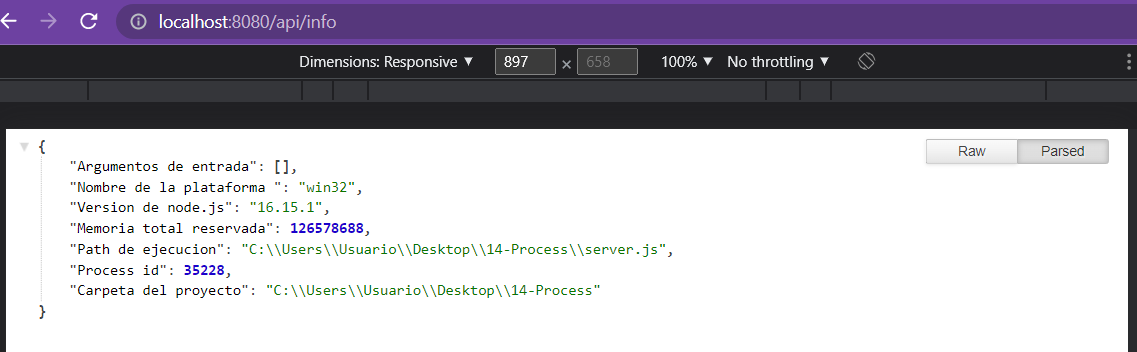 localhost:8080/api/info
Dimensions: Responsive ▼ 897 × 658 100% ▼ No throttling ▼
Raw Parsed
{
"Argumentos de entrada": [],
"Nombre de la plataforma ": "win32",
"Version de node.js": "16.15.1",
"Memoria total reservada": 126578688,
"Path de ejecucion": "C:\\Users\\Usuario\\Desktop\\14-Process\\server.js",
"Process id": 35228,
"Carpeta del proyecto": "C:\\Users\\Usuario\\Desktop\\14-Process"
}